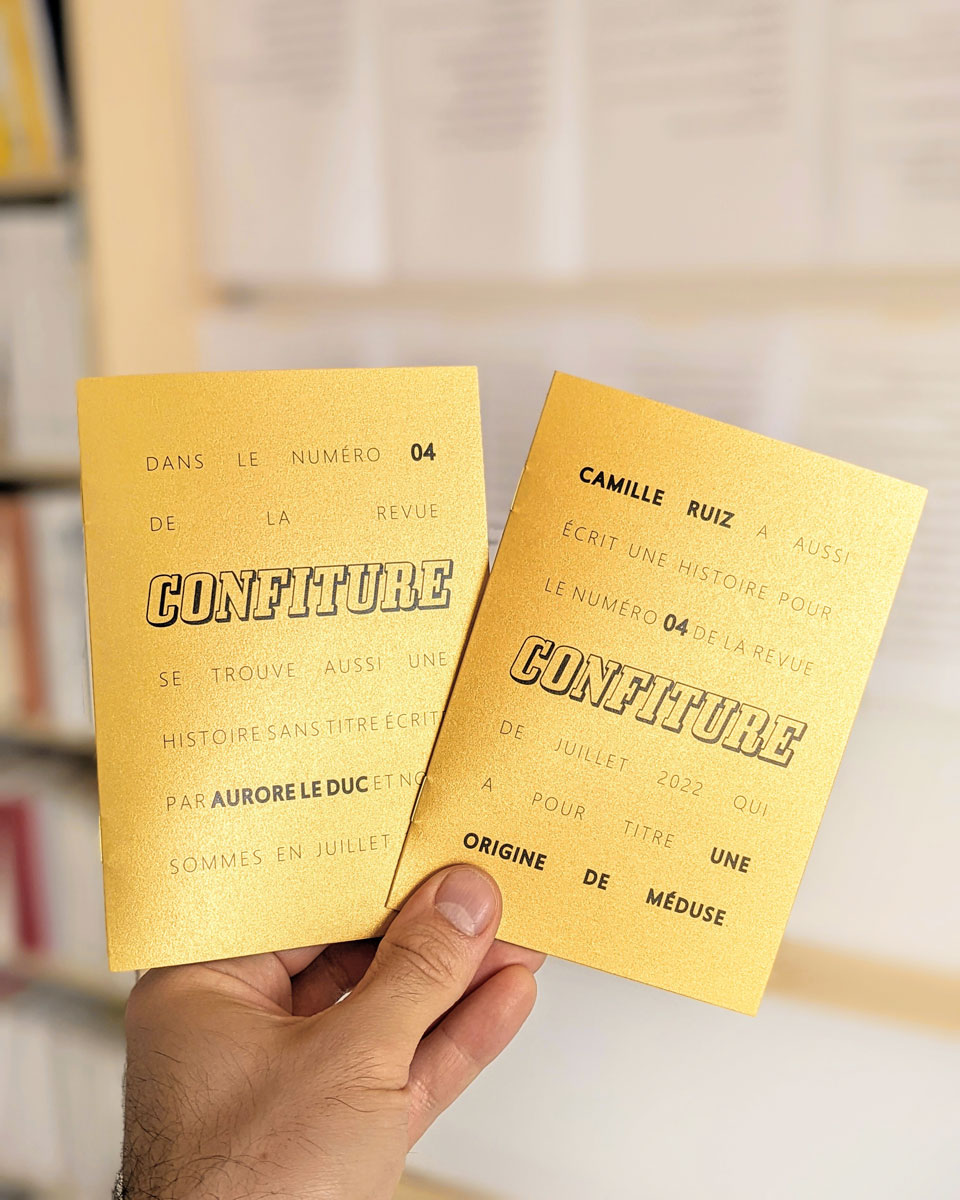 DANS LE NUMÉRO 04
DE LA REVUE
CONFITURE
SE TROUVE AUSSI UNE
HISTOIRE SANS TITRE ÉCRIT
PAR AURORE LE DUC ET
SOMMES EN JUILLET
CAMILLE RUIZ A AUSSI
ÉCRIT UNE HISTOIRE POUR
LE NUMÉRO 04 DE LA REVUE
CONFITURE
DE JUILLET 2022 QUI
A POUR TITRE UNE
ORIGINE DE MÉDUSE